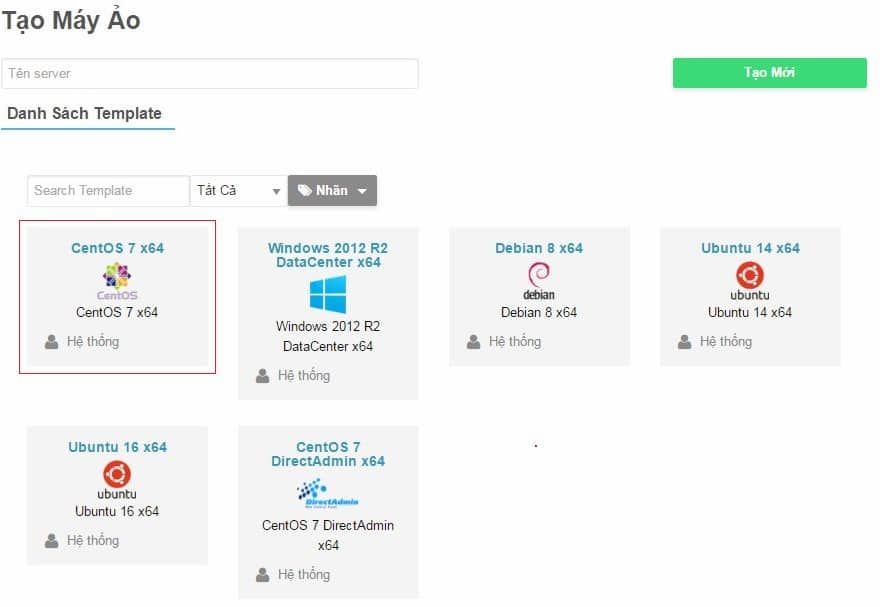 Tạo Máy Ảo
Tên server
Tạo Mới
Danh Sách Template
Search Template
Tất Cả
Nhãn
CentOS 7 x64
CentOS
CentOS 7 x64
Hệ thống
Windows 2012 R2
DataCenter x64
Windows 2012 R2
DataCenter x64
Hệ thống
Debian 8 x64
debian
Debian 8 x64
Hệ thống
Ubuntu 14 x64
ubuntu
Ubuntu 14 x64
Hệ thống
Ubuntu 16 x64
ubuntu
Ubuntu 16 x64
Hệ thống
CentOS 7
DirectAdmin x64
DirectAdmin
CentOS 7 DirectAdmin
x64
Hệ thống